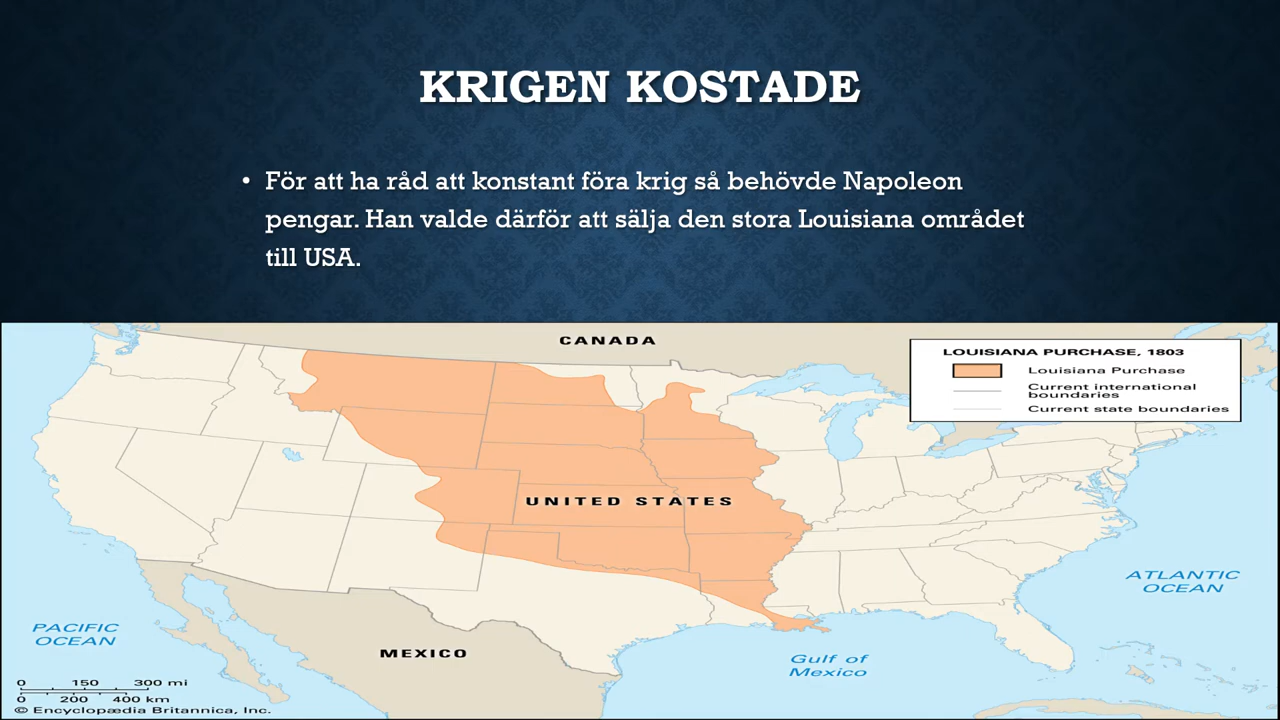 KRIGEN KOSTADE
• För att ha råd att konstant föra krig så behövde Napoleon
pengar. Han valde därför att sälja den stora Louisiana området
till USA.
CANADA
LOUISIANA PURCHASE, 1803
Louisiana Purchase
Current international
boundaries
Current state boundaries
UNITED STATES
ATLANTIC
OCEAN
PACIFIC
OCEAN
MEXICO
Gulf of
Mexico
0 150 300 mi
0 200 400 km
© Encyclopædia Britannica, Inc.